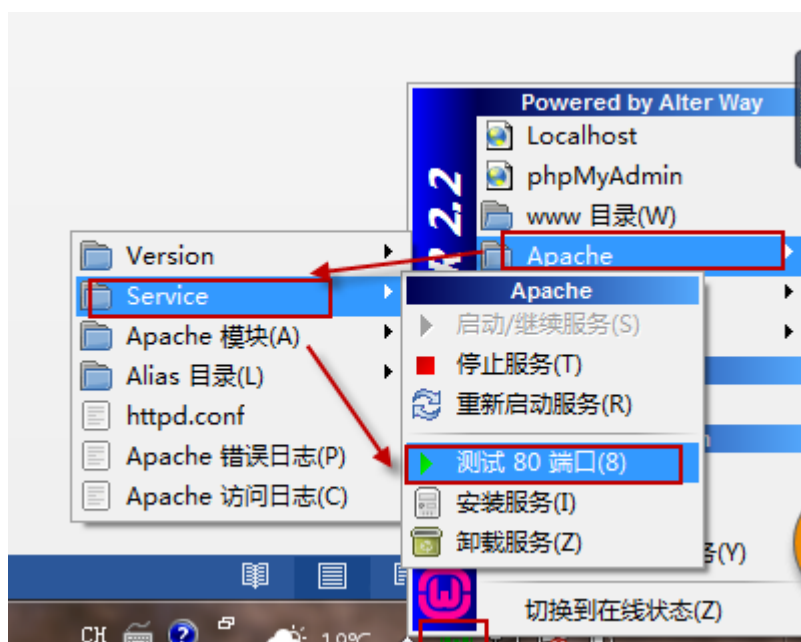 Powered by Alter Way
Localhost
phpMyAdmin
www 目录(W)
Apache
2.2
Version
Service
Apache 模块(A)
Alias 目录(L)
httpd.conf
Apache 错误日志(P)
Apache 访问日志(C)
Apache
启动/继续服务(S)
停止服务(T)
重新启动服务(R)
测试 80 端口(8)
安装服务(I)
卸载服务(Z)
(Y)
切换到在线状态(Z)
CH